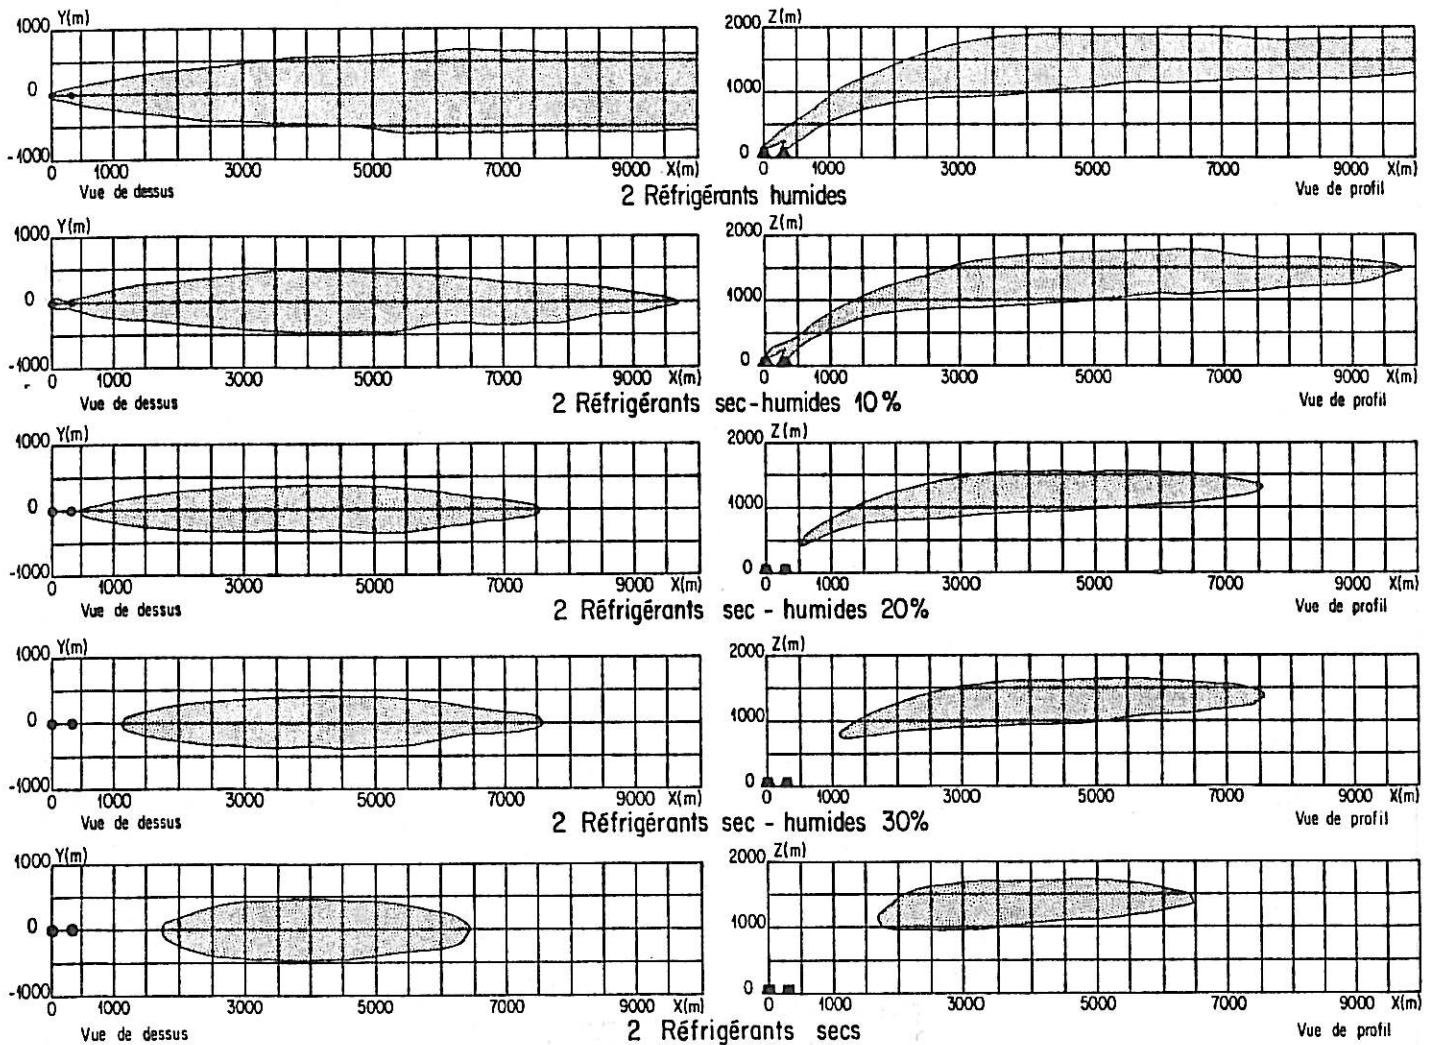 1000 Y(m)
0
-1000
0 1000 3000 5000 7000 9000 X(m)
Vue de dessus
2000 Z(m)
1000
0
0 1000 3000 5000 7000 9000 X(m)
Vue de profil
2 Réfrigérants humides
1000 Y(m)
0
-1000
0 1000 3000 5000 7000 9000 X(m)
Vue de dessus
2000 Z(m)
1000
0
0 1000 3000 5000 7000 9000 X(m)
Vue de profil
2 Réfrigérants sec-humides 10%
1000 Y(m)
0
-1000
0 1000 3000 5000 7000 9000 X(m)
Vue de dessus
2000 Z(m)
1000
0
0 1000 3000 5000 7000 9000 X(m)
Vue de profil
2 Réfrigérants sec - humides 20%
1000 Y(m)
0
-1000
0 1000 3000 5000 7000 9000 X(m)
Vue de dessus
2000 Z(m)
1000
0
0 1000 3000 5000 7000 9000 X(m)
Vue de profil
2 Réfrigérants sec - humides 30%
1000 Y(m)
0
-1000
0 1000 3000 5000 7000 9000 X(m)
Vue de dessus
2000 Z(m)
1000
0
0 1000 3000 5000 7000 9000 X(m)
Vue de profil
2 Réfrigérants secs